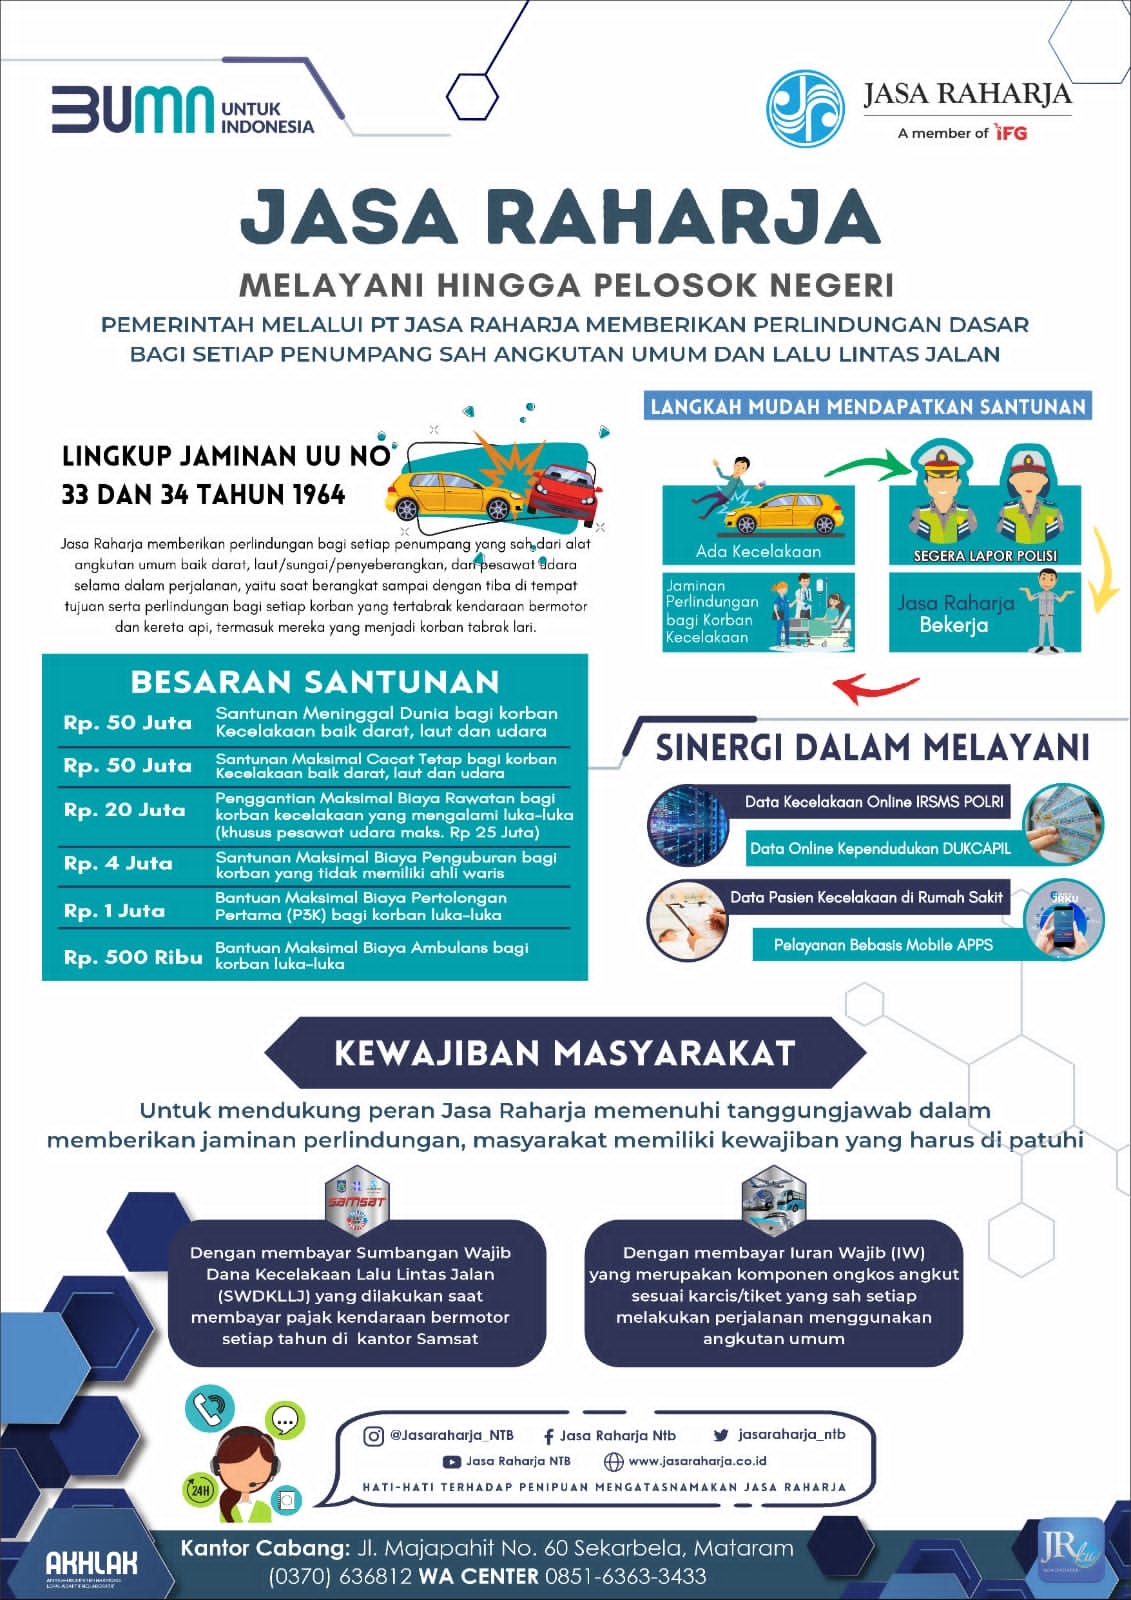 BUMN UNTUK
INDONESIA
JASA RAHARJA
A member of IFG
JASA RAHARJA
MELAYANI HINGGA PELOSOK NEGERI
PEMERINTAH MELALUI PT JASA RAHARJA MEMBERIKAN PERLINDUNGAN DASAR
BAGI SETIAP PENUMPANG SAH ANGKUTAN UMUM DAN LALU LINTAS JALAN
LINGKUP JAMINAN UU NO
33 DAN 34 TAHUN 1964
Jasa Raharja memberikan perlindungan bagi setiap penumpang yang sah dari alat
angkutan umum baik darat, laut/sungai/penyeberangkan, dan pesawat udara
selama dalam perjalanan, yaitu saat berangkat sampai dengan tiba di tempat
tujuan serta perlindungan bagi setiap korban yang tertabrak kendaraan bermotor
dan kereta api, termasuk mereka yang menjadi korban tabrak lari.
LANGKAH MUDAH MENDAPATKAN SANTUNAN
Ada Kecelakaan
SEGERA LAPOR POLISI
Jaminan
Perlindungan
bagi Korban
Kecelakaan
Jasa Raharja
Bekerja
BESARAN SANTUNAN
Rp. 50 Juta
Santunan Meninggal Dunia bagi korban
Kecelakaan baik darat, laut dan udara
Rp. 50 Juta
Santunan Maksimal Cacat Tetap bagi korban
Kecelakaan baik darat, laut dan udara
Rp. 20 Juta
Penggantian Maksimal Biaya Rawatan bagi
korban kecelakaan yang mengalami luka-luka
(khusus pesawat udara maks. Rp 25 Juta)
Rp. 4 Juta
Santunan Maksimal Biaya Penguburan bagi
korban yang tidak memiliki ahli waris
Rp. 1 Juta
Bantuan Maksimal Biaya Pertolongan
Pertama (P3K) bagi korban luka-luka
Rp. 500 Ribu
Bantuan Maksimal Biaya Ambulans bagi
korban luka-luka
SINERGI DALAM MELAYANI
Data Kecelakaan Online IRSMS POLRI
Data Online Kependudukan DUKCAPIL
Data Pasien Kecelakaan di Rumah Sakit
JRKu
Pelayanan Bebasis Mobile APPS
KEWAJIBAN MASYARAKAT
Untuk mendukung peran Jasa Raharja memenuhi tanggungjawab dalam
memberikan jaminan perlindungan, masyarakat memiliki kewajiban yang harus di patuhi
SAMSAT
Dengan membayar Sumbangan Wajib
Dana Kecelakaan Lalu Lintas Jalan
(SWDKLLJ) yang dilakukan saat
membayar pajak kendaraan bermotor
setiap tahun di kantor Samsat
Dengan membayar Iuran Wajib (IW)
yang merupakan komponen ongkos angkut
sesuai karcis/tiket yang sah setiap
melakukan perjalanan menggunakan
angkutan umum
24H
@Jasaraharja_NTB Jasa Raharja Ntb jasaraharja_ntb
Jasa Raharja NTB www.jasaraharja.co.id
HATI-HATI TERHADAP PENIPUAN MENGATASNAMAKAN JASA RAHARJA
AKHLAK
Kantor Cabang: Jl. Majapahit No. 60 Sekarbela, Mataram
(0370) 636812 WA CENTER 0851-6363-3433
JRku